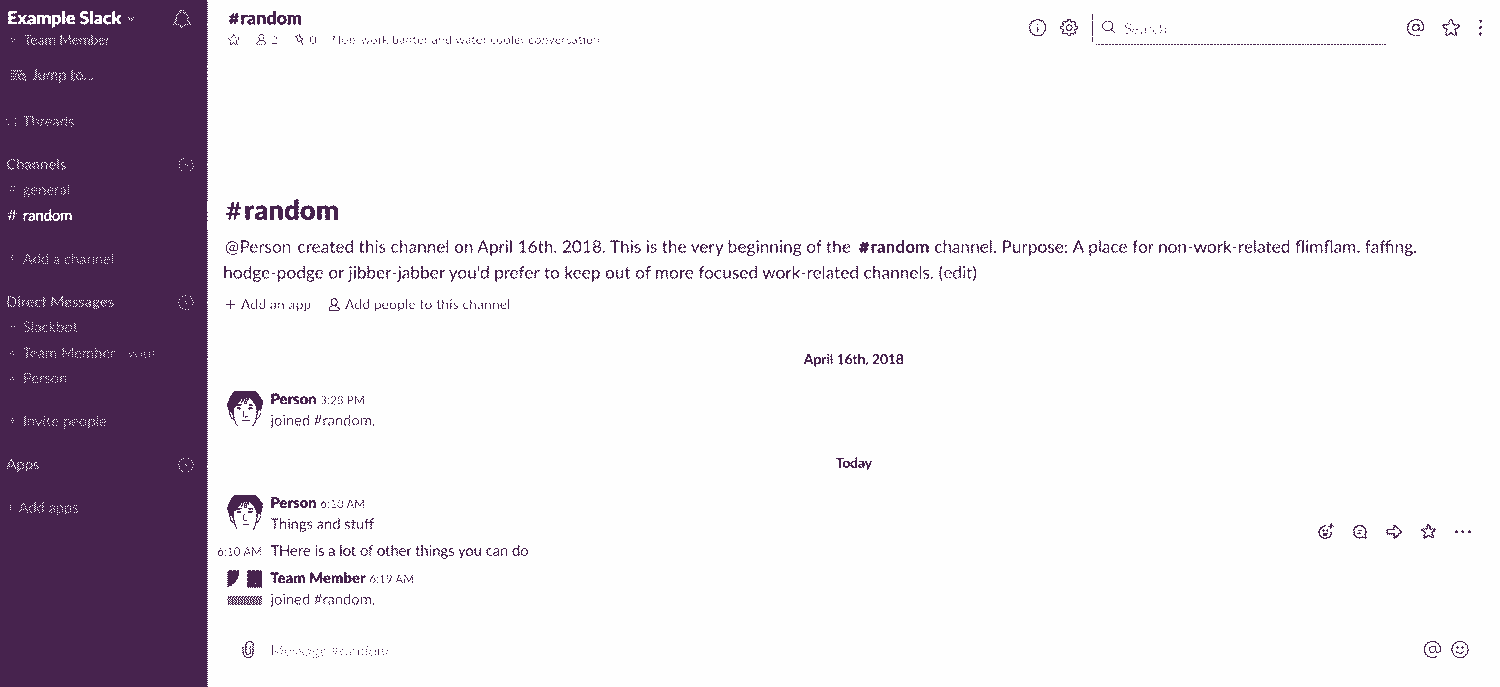 Example Slack
Team Member
Jump to...
Threads
Channels
# general
# random
+ Add a channel
Direct Messages
Slackbot
Team Member
Person
+ Invite people
Apps
+ Add apps
#random
2
0
Non-work banter and water cooler conversation
Search
#random
@Person created this channel on April 16th, 2018. This is the very beginning of the #random channel. Purpose: A place for non-work-related flimflam, faffing,
hodge-podge or jibber-jabber you'd prefer to keep out of more focused work-related channels. (edit)
+ Add an app Add people to this channel
April 16th, 2018
Person 3:28 PM
joined #random.
Today
Person 6:10 AM
Things and stuff
6:10 AM THere is a lot of other things you can do
Team Member 6:19 AM
joined #random.
Message #random